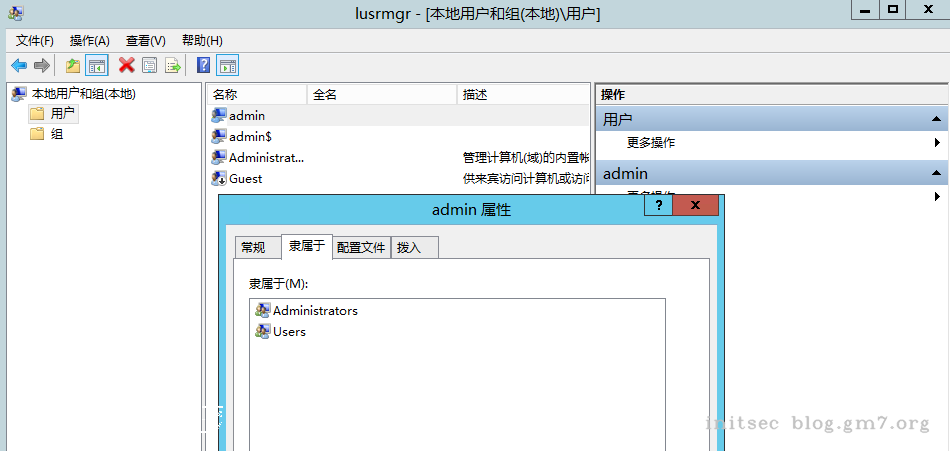 lusrmgr - [本地用户和组(本地)\用户]
文件(F) 操作(A) 查看(V) 帮助(H)
本地用户和组(本地)
用户
组
名称 全名 描述
admin
admin$
Administrat... 管理计算机(域)的内置帐
Guest 供来宾访问计算机或访问
操作
用户
更多操作
admin
更多操作
admin 属性
常规 隶属于 配置文件 拨入
隶属于(M):
Administrators
Users
initsec blog.gm7.org